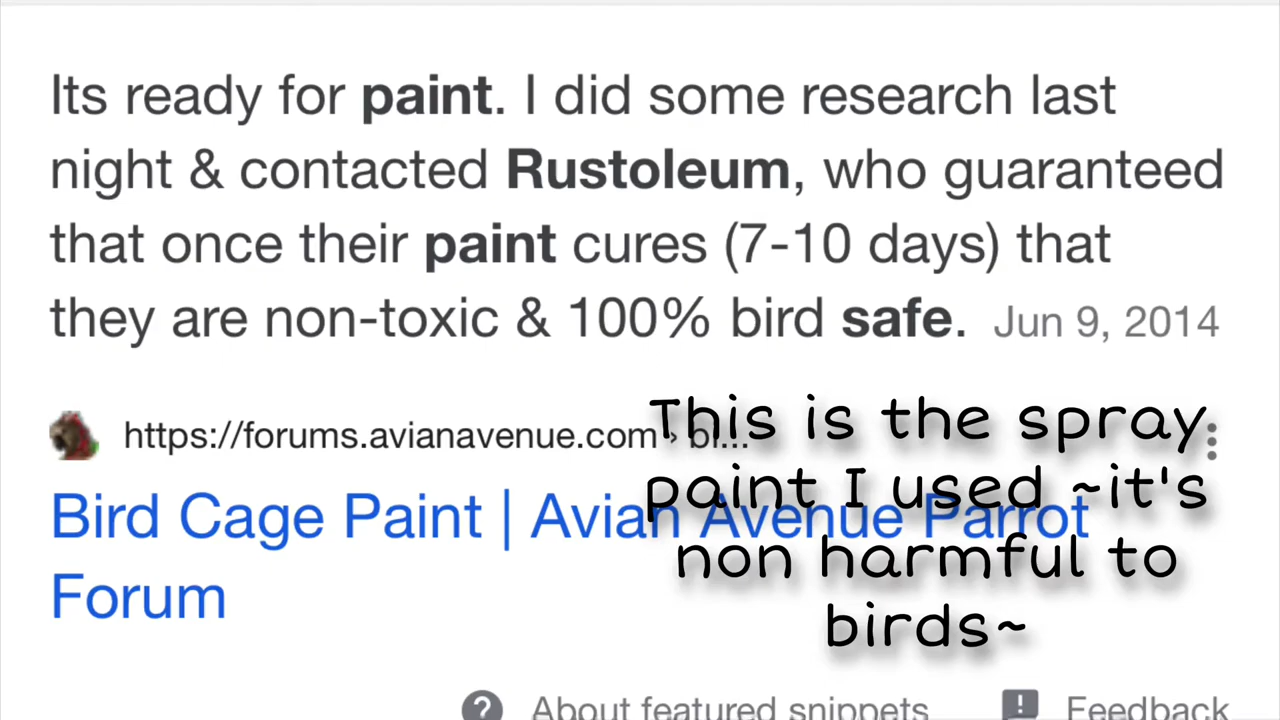 Its ready for paint. I did some research last
night & contacted Rustoleum, who guaranteed
that once their paint cures (7-10 days) that
they are non-toxic & 100% bird safe. Jun 9, 2014
https://forums.avianavenue.com › bi...
Bird Cage Paint | Avian Avenue Parrot
Forum
This is the spray
paint I used ~it's
non harmful to
birds~
About featured snippets
Feedback